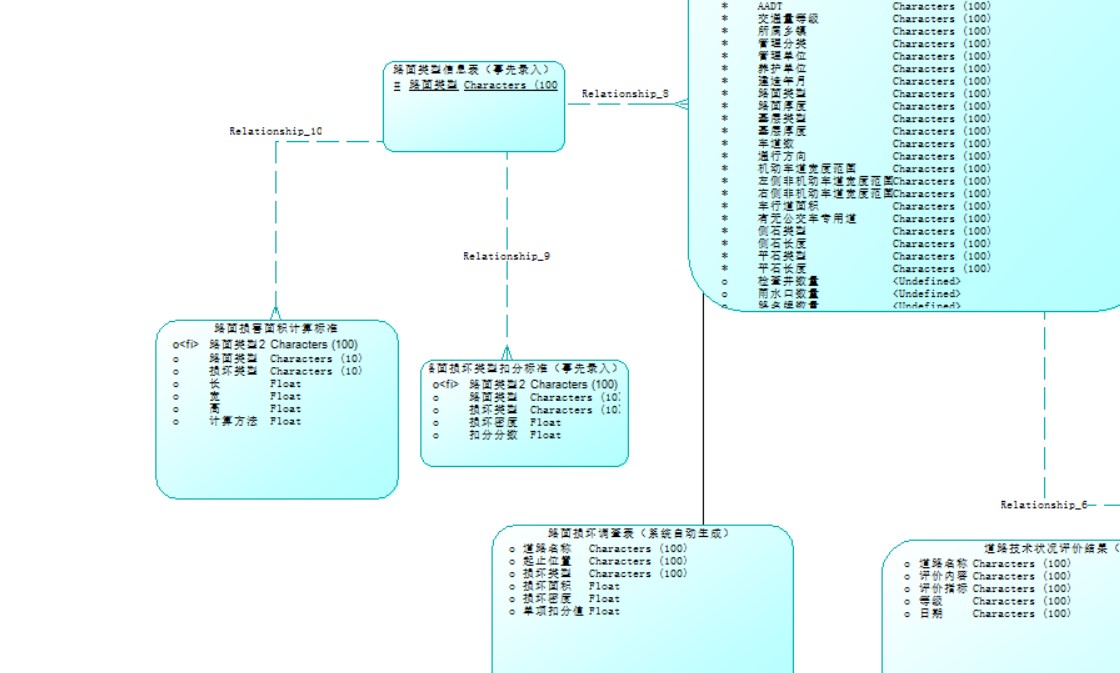 * AADT Characters (100)
* 交通量等级 Characters (100)
* 所属乡镇 Characters (100)
* 管理分类 Characters (100)
* 管理单位 Characters (100)
* 养护单位 Characters (100)
* 建造年月 Characters (100)
* 路面类型 Characters (100)
* 路面厚度 Characters (100)
* 基层类型 Characters (100)
* 基层厚度 Characters (100)
* 车道数 Characters (100)
* 通行方向 Characters (100)
* 机动车道宽度范围 Characters (100)
* 左侧非机动车道宽度范围 Characters (100)
* 右侧非机动车道宽度范围 Characters (100)
* 车行道面积 Characters (100)
* 有无公交车专用道 Characters (100)
* 侧石类型 Characters (100)
* 侧石长度 Characters (100)
* 平石类型 Characters (100)
* 平石长度 Characters (100)
o 检查井数量 <Undefined>
o 雨水口数量 <Undefined>
o 路名牌数量 <Undefined>
路面类型信息表（事先录入）
# 路面类型 Characters (100
Relationship_8
Relationship_10
Relationship_9
路面损害面积计算标准
o<fi> 路面类型2 Characters (100)
o 路面类型 Characters (10)
o 损坏类型 Characters (10)
o 长 Float
o 宽 Float
o 高 Float
o 计算方法 Float
路面损坏类型扣分标准（事先录入）
o<fi> 路面类型2 Characters (100)
o 路面类型 Characters (10)
o 损坏类型 Characters (10)
o 损坏密度 Float
o 扣分分数 Float
Relationship_6
路面损坏调查表（系统自动生成）
o 道路名称 Characters (100)
o 起止位置 Characters (100)
o 损坏类型 Characters (100)
o 损坏面积 Float
o 损坏密度 Float
o 单项扣分值 Float
道路技术状况评价结果（
o 道路名称 Characters (100)
o 评价内容 Characters (100)
o 评价指标 Characters (100)
o 等级 Characters (100)
o 日期 Characters (100)